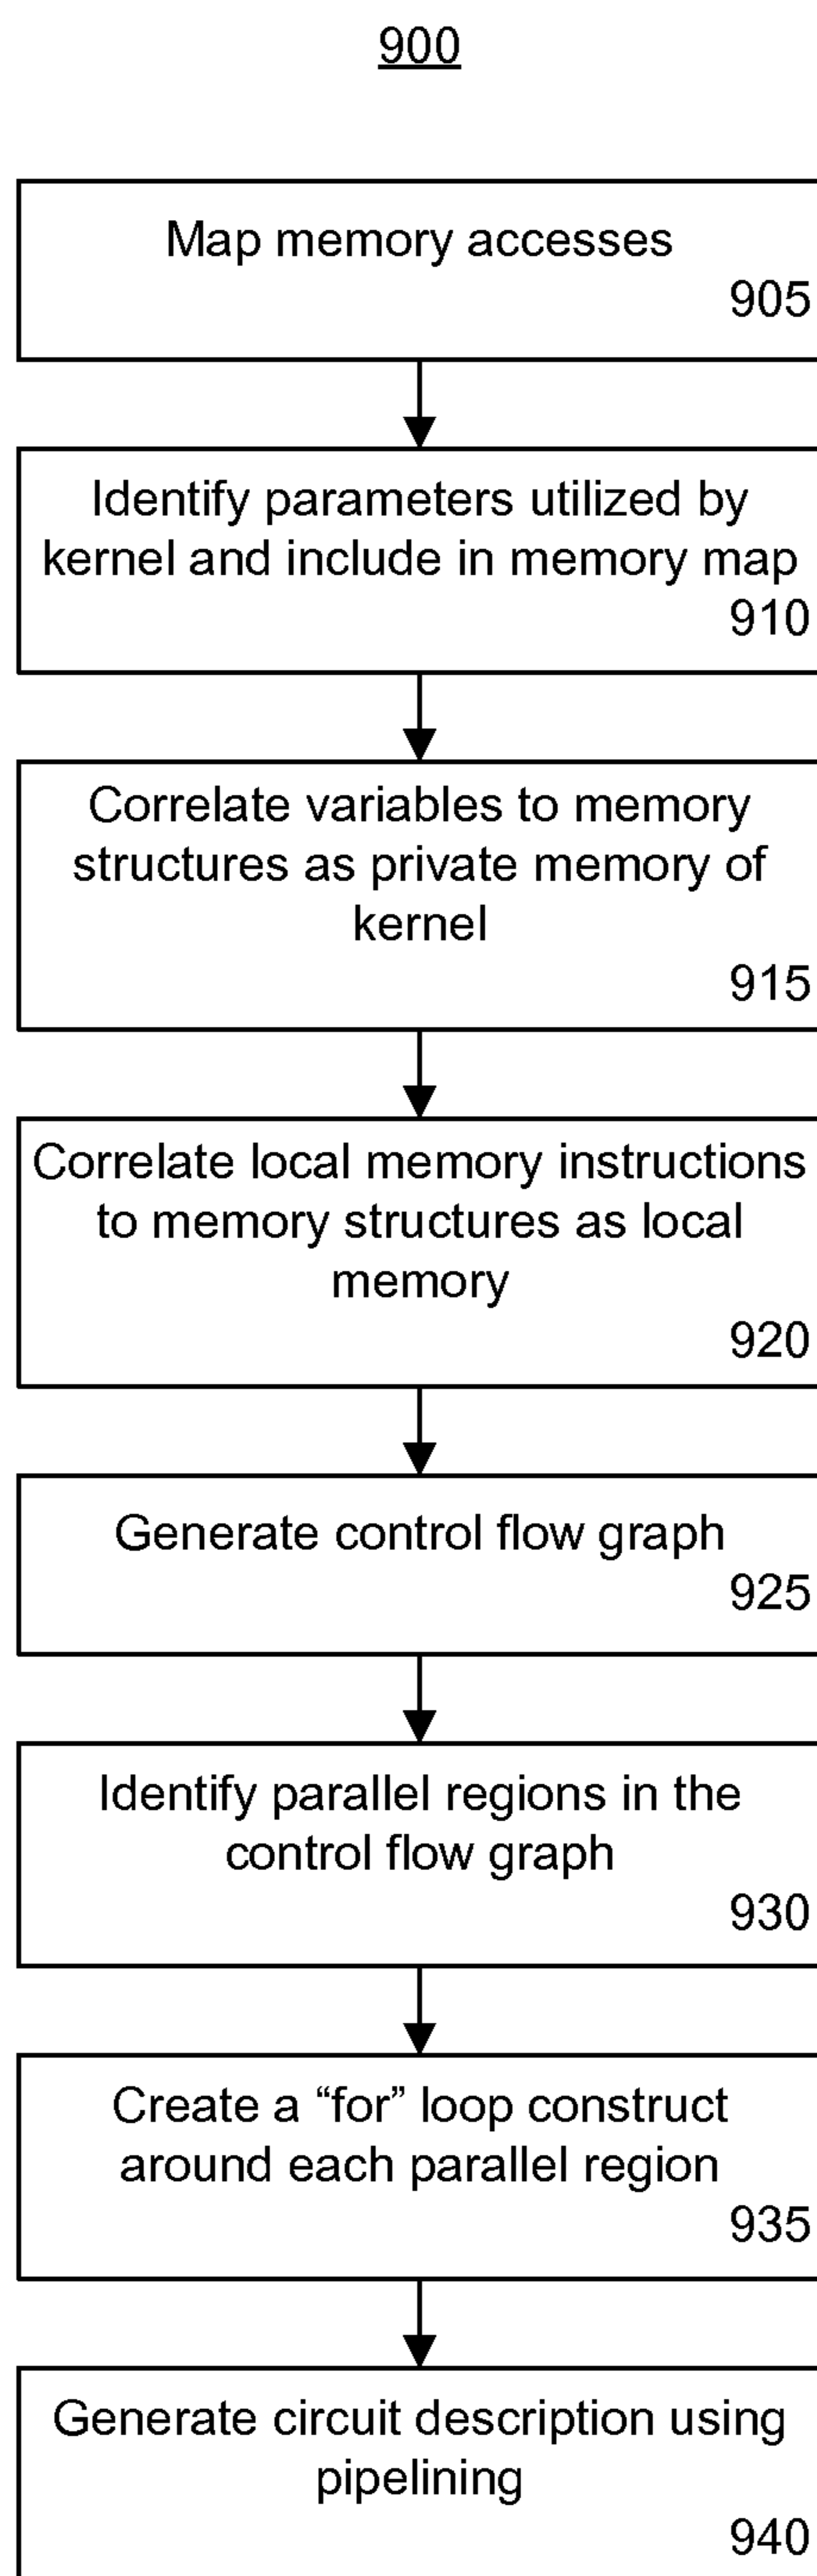 900
Map memory accesses
905
Identify parameters utilized by
kernel and include in memory map
910
Correlate variables to memory
structures as private memory of
kernel
915
Correlate local memory instructions
to memory structures as local
memory
920
Generate control flow graph
925
Identify parallel regions in the
control flow graph
930
Create a “for” loop construct
around each parallel region
935
Generate circuit description using
pipelining
940